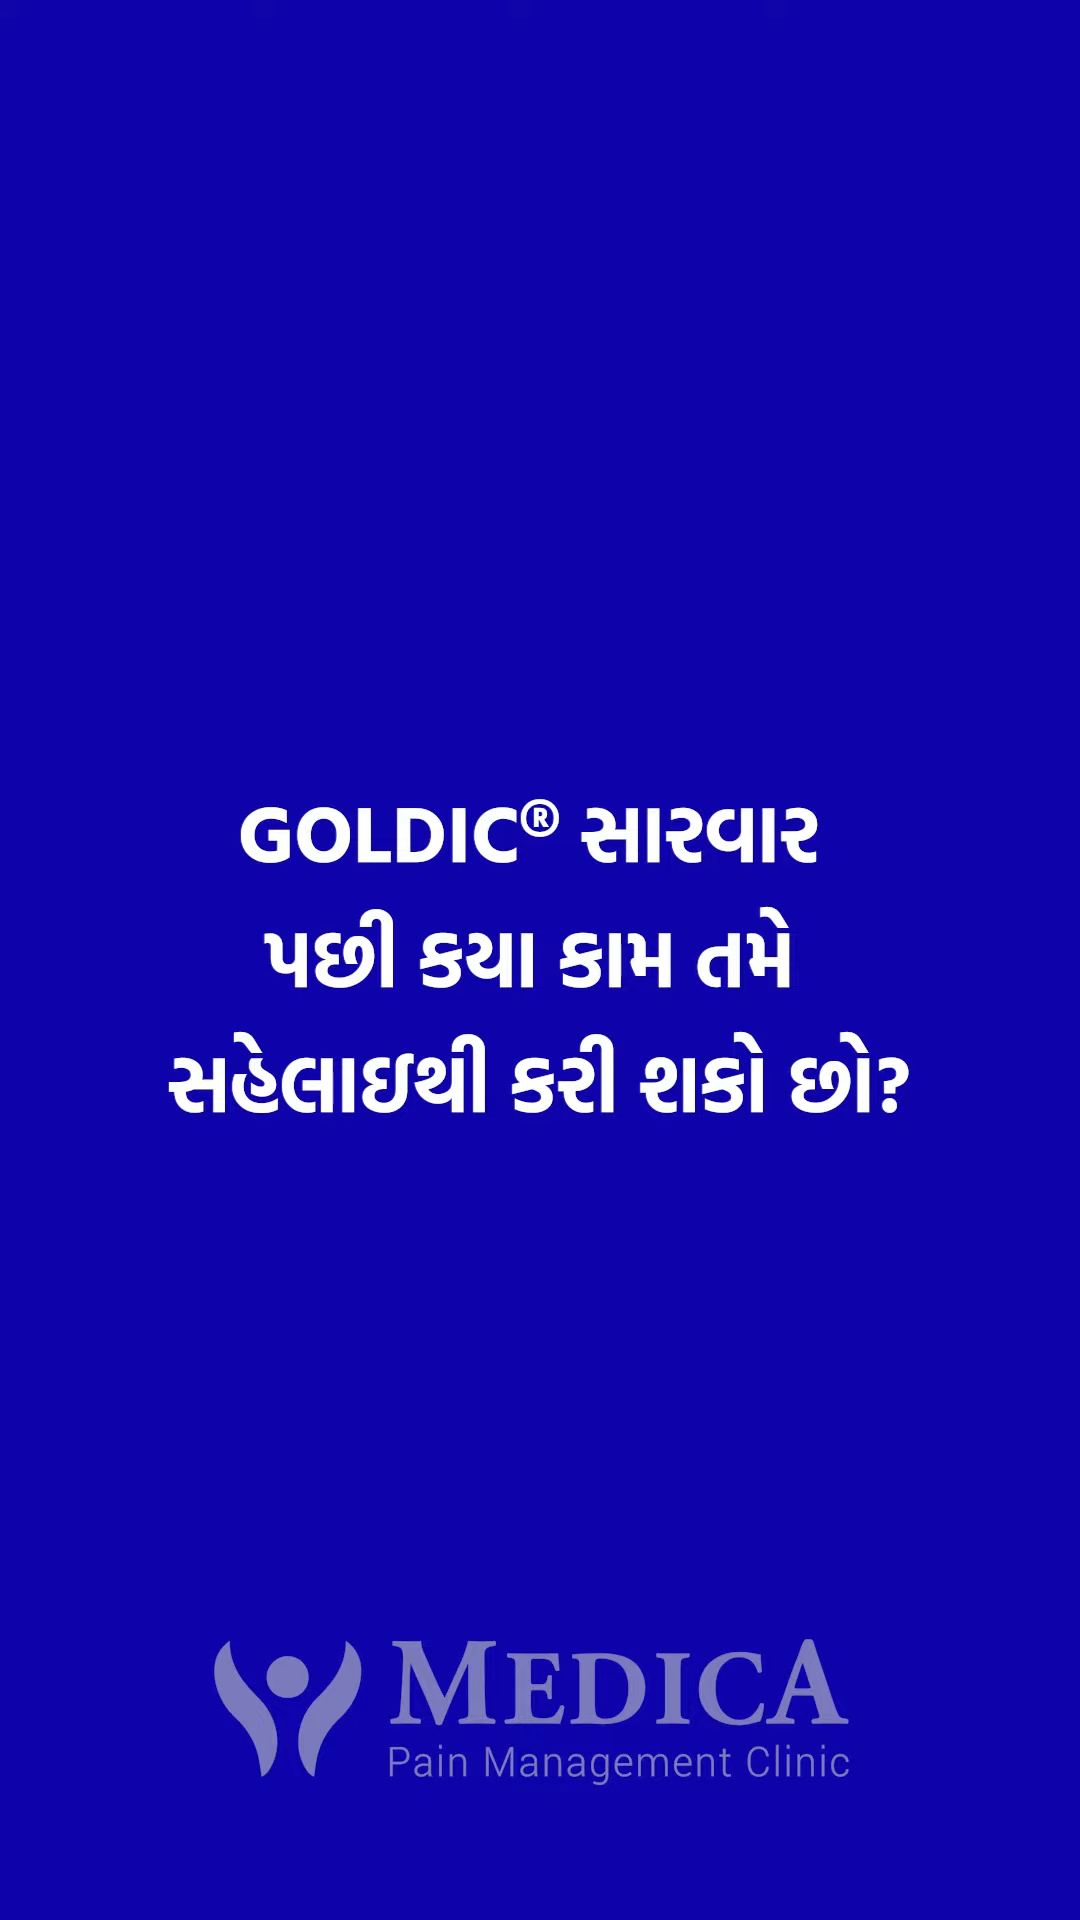 GOLDIC® સારવાર
પછી કયા કામ તમે
સહેલાઇથી કરી શકો છો?
MEDICA
Pain Management Clinic